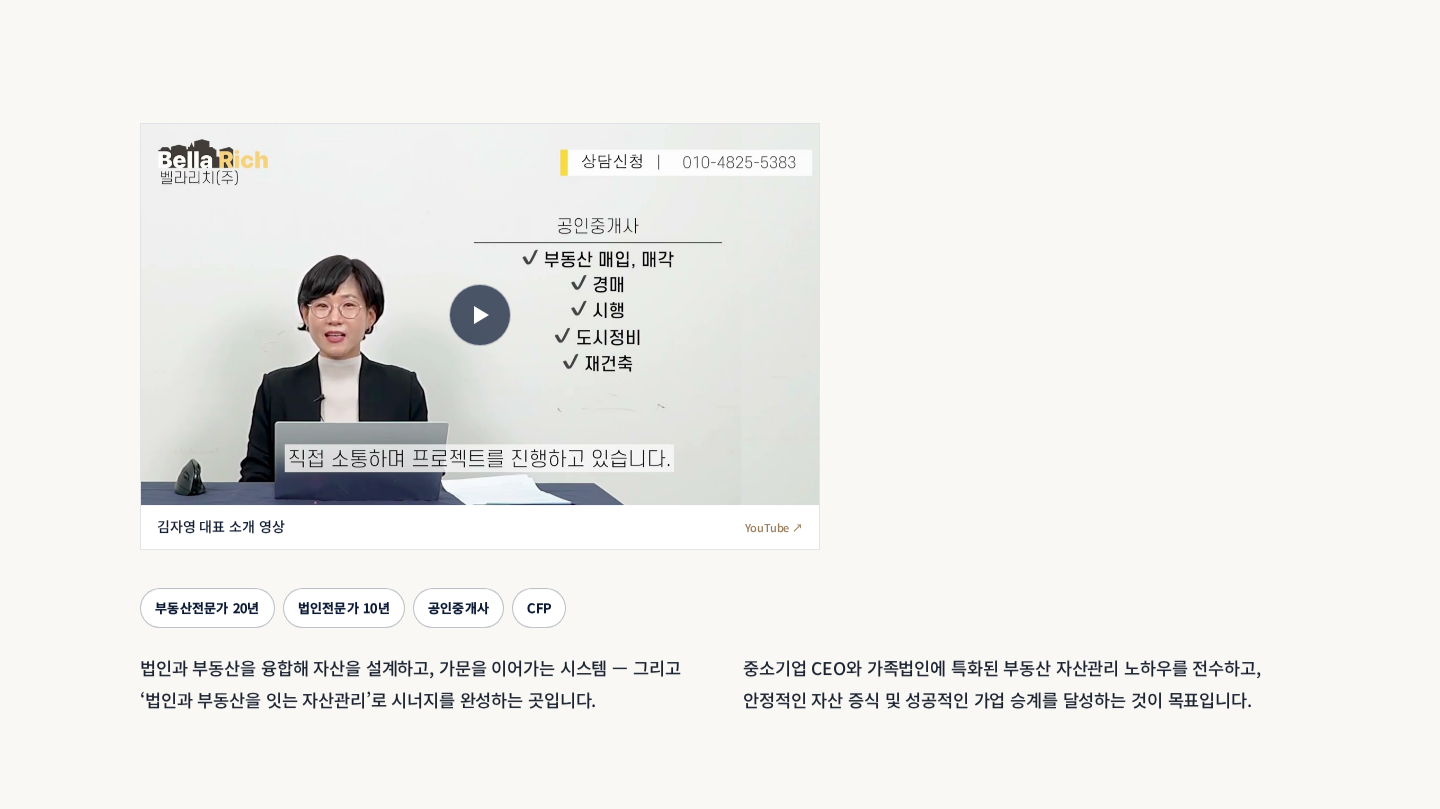 Bella Rich
벨라리치(주)
상담신청 | 010-4825-5383
공인중개사
✓ 부동산 매입, 매각
✓ 경매
✓ 시행
✓ 도시정비
✓ 재건축
직접 소통하며 프로젝트를 진행하고 있습니다.
김자영 대표 소개 영상
YouTube ↗
부동산전문가 20년
법인전문가 10년
공인중개사
CFP
법인과 부동산을 융합해 자산을 설계하고, 가문을 이어가는 시스템 — 그리고
‘법인과 부동산을 잇는 자산관리’로 시너지를 완성하는 곳입니다.
중소기업 CEO와 가족법인에 특화된 부동산 자산관리 노하우를 전수하고,
안정적인 자산 증식 및 성공적인 가업 승계를 달성하는 것이 목표입니다.